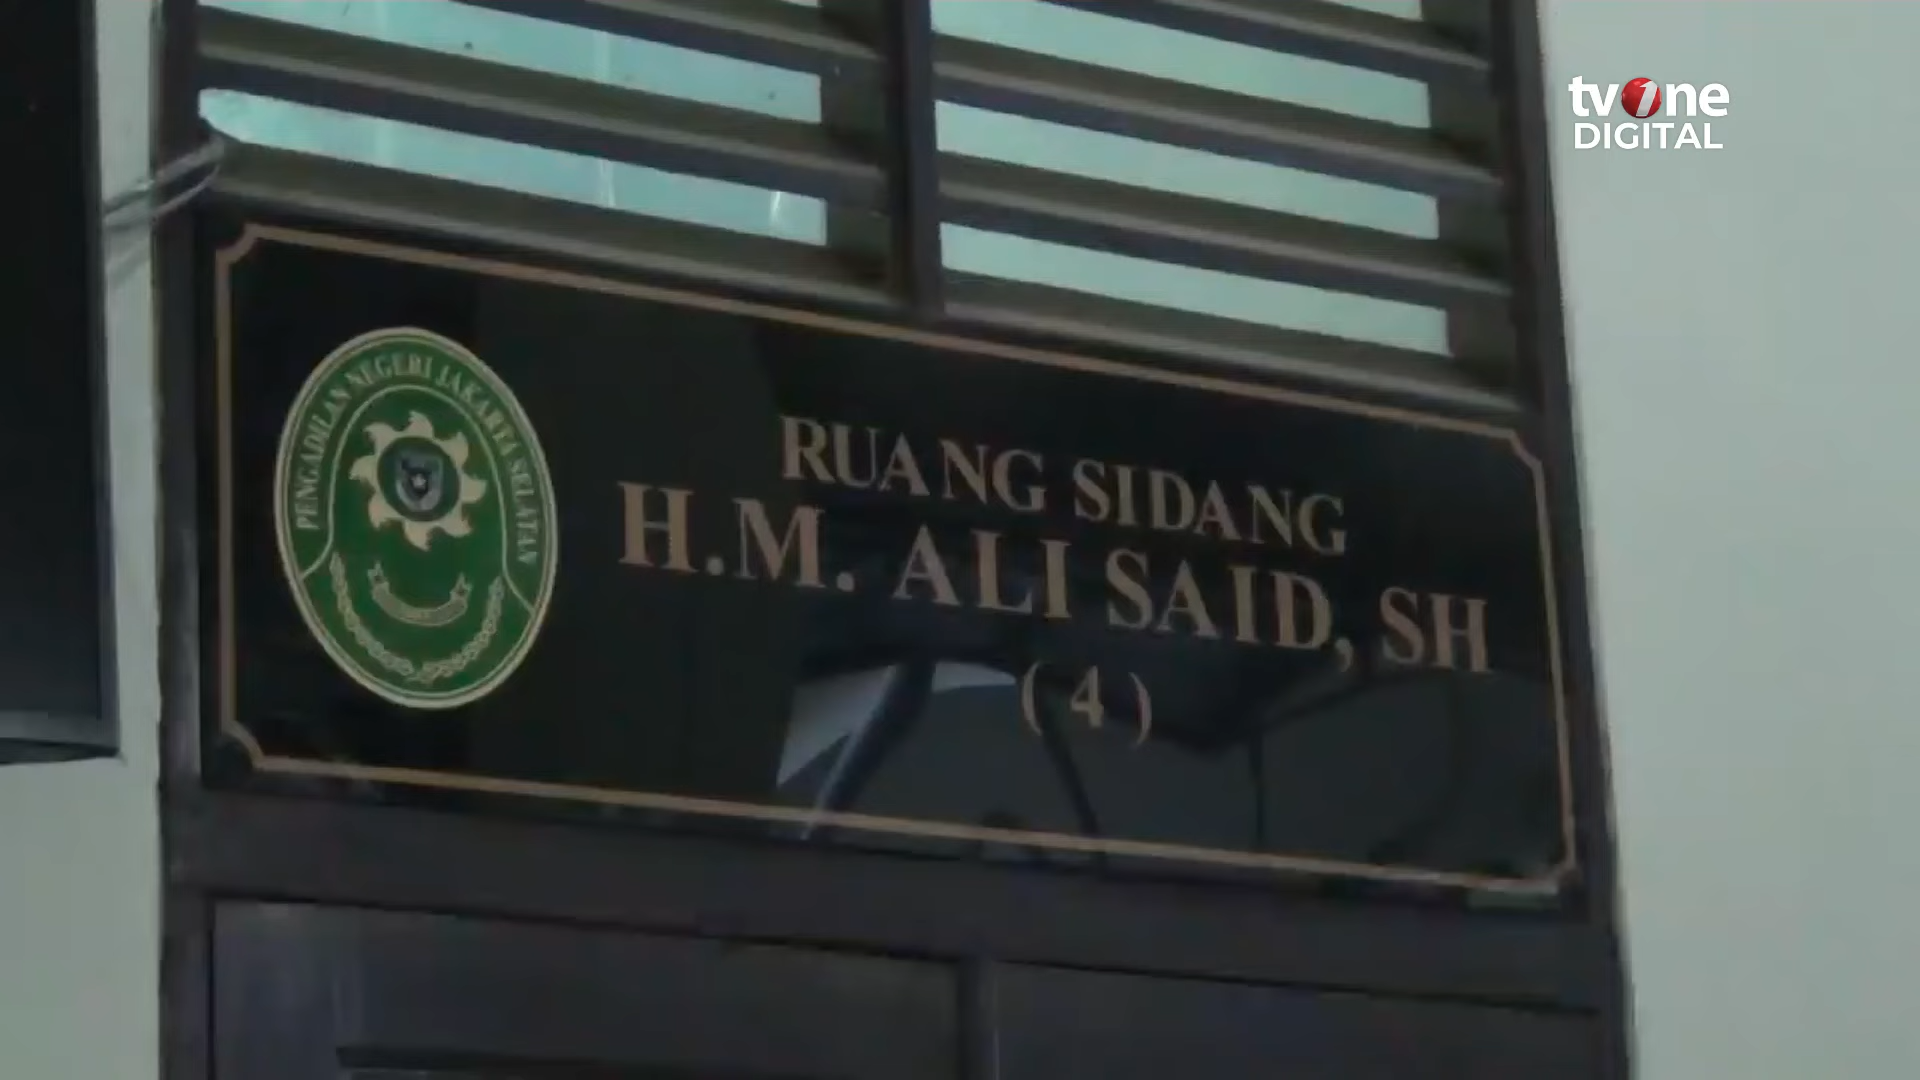 tvOne
DIGITAL
PENGADILAN NEGERI JAKARTA SELATAN
RUANG SIDANG
H.M. ALI SAID, SH
( 4 )